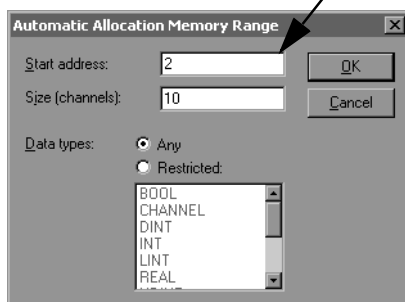 Automatic Allocation Memory Range
Start address: 2 OK
Size (channels): 10 Cancel
Data types: Any
Restricted:
BOOL
CHANNEL
DINT
INT
LINT
REAL